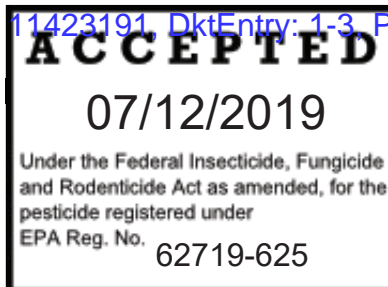 11423191, DktEntry: 1-3, P
ACCEPTED
07/12/2019
Under the Federal Insecticide, Fungicide
and Rodenticide Act as amended, for the
pesticide registered under
EPA Reg. No. 62719-625